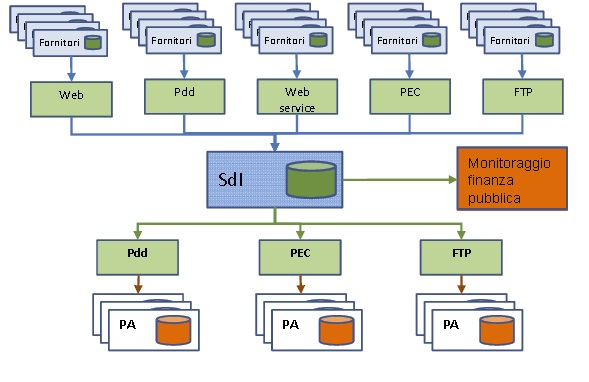 Fornitori Fornitori Fornitori Fornitori Fornitori
Web Pdd Web PEC FTP
service
SdI
Monitoraggio
finanza
pubblica
Pdd PEC FTP
PA PA PA